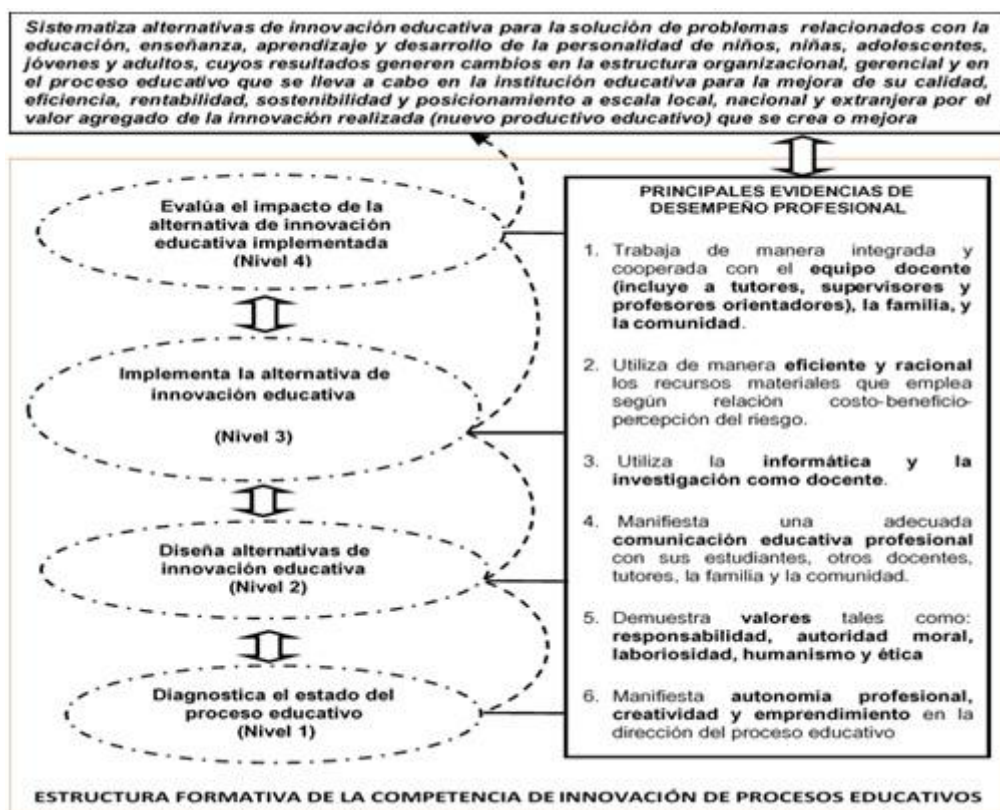 Sistematiza alternativas de innovación educativa para la solución de problemas relacionados con la
educación, enseñanza, aprendizaje y desarrollo de la personalidad de niños, niñas, adolescentes,
jóvenes y adultos, cuyos resultados generen cambios en la estructura organizacional, gerencial y en
el proceso educativo que se lleva a cabo en la institución educativa para la mejora de su calidad,
eficiencia, rentabilidad, sostenibilidad y posicionamiento a escala local, nacional y extranjera por el
valor agregado de la innovación realizada (nuevo productivo educativo) que se crea o mejora
Evalúa el impacto de la
alternativa de innovación
educativa implementada
(Nivel 4)
Implementa la alternativa de
innovación educativa
(Nivel 3)
Diseña alternativas de
innovación educativa
(Nivel 2)
Diagnostica el estado del
proceso educativo
(Nivel 1)
PRINCIPALES EVIDENCIAS DE
DESEMPEÑO PROFESIONAL
1. Trabaja de manera integrada y
cooperada con el equipo docente
(incluye a tutores, supervisores y
profesores orientadores), la familia, y
la comunidad.
2. Utiliza de manera eficiente y racional
los recursos materiales que emplea
según relación costo-beneficio-
percepción del riesgo.
3. Utiliza la informática y la
investigación como docente.
4. Manifiesta una adecuada
comunicación educativa profesional
con sus estudiantes, otros docentes,
tutores, la familia y la comunidad.
5. Demuestra valores tales como:
responsabilidad, autoridad moral,
laboriosidad, humanismo y ética
6. Manifiesta autonomía profesional,
creatividad y emprendimiento en la
dirección del proceso educativo
ESTRUCTURA FORMATIVA DE LA COMPETENCIA DE INNOVACIÓN DE PROCESOS EDUCATIVOS